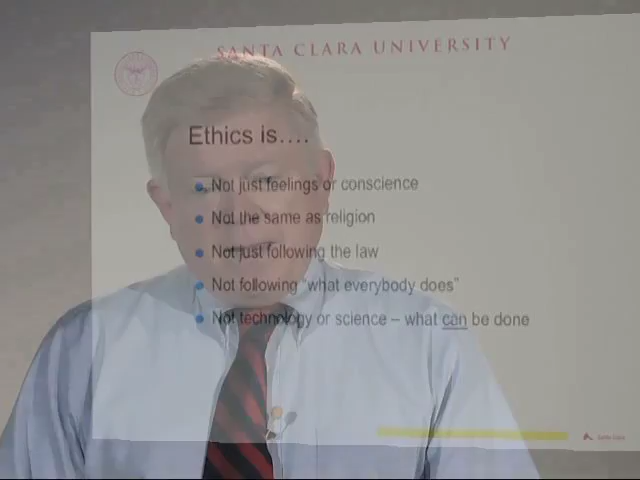 SANTA CLARA UNIVERSITY
Ethics is....
Not just feelings or conscience
Not the same as religion
Not just following the law
Not following "what everybody does"
Not technology or science – what can be done